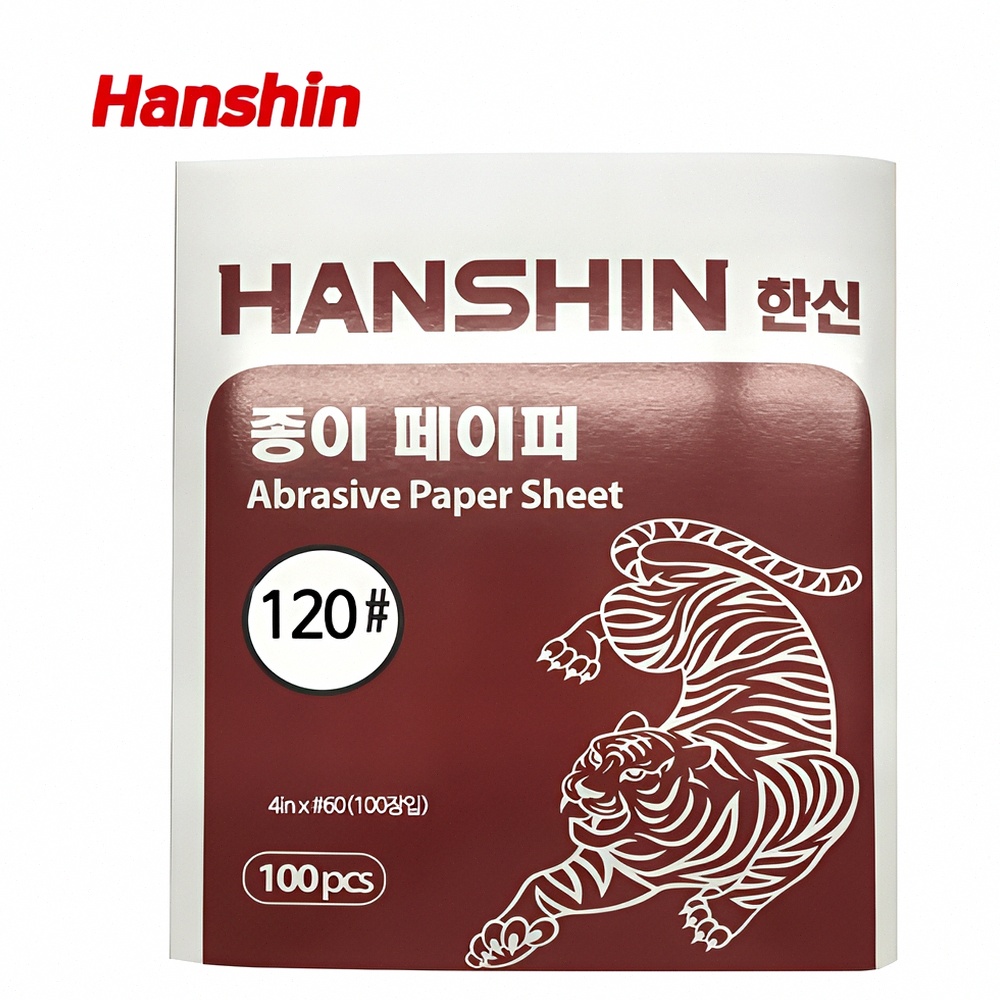 Hanshin
HANSHIN 한신
종이 페이퍼
Abrasive Paper Sheet
120#
4in x #60 (100장입)
100pcs